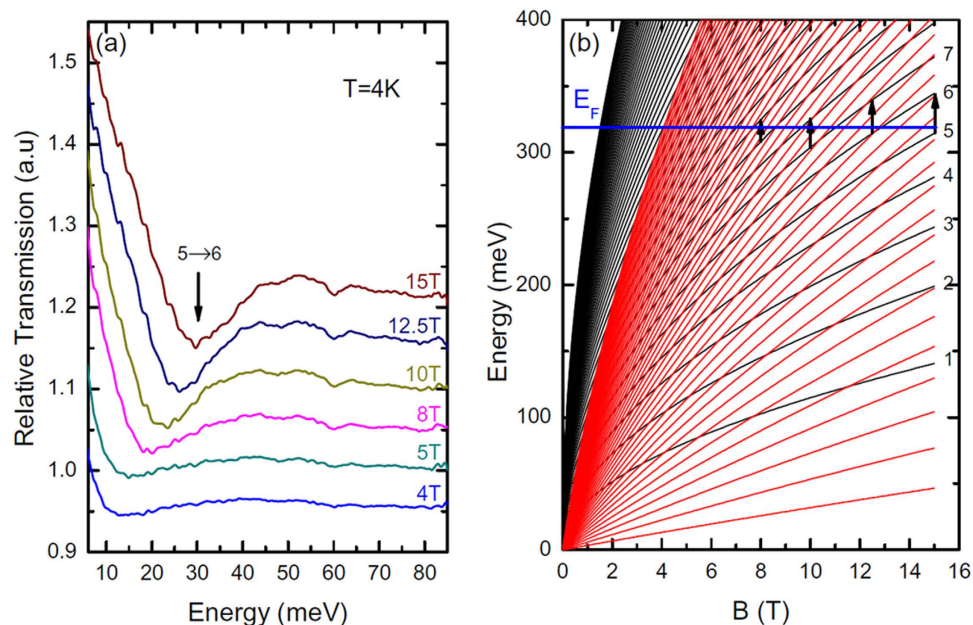 (a)
T=4K
5→6
15T
12.5T
10T
8T
5T
4T
1.5
1.4
1.3
1.2
1.1
1.0
0.9
Relative Transmission (a.u)
10 20 30 40 50 60 70 80
Energy (meV)
(b)
E_F
7
6
5
4
3
2
1
400
300
200
100
0
Energy (meV)
0 2 4 6 8 10 12 14 16
B (T)